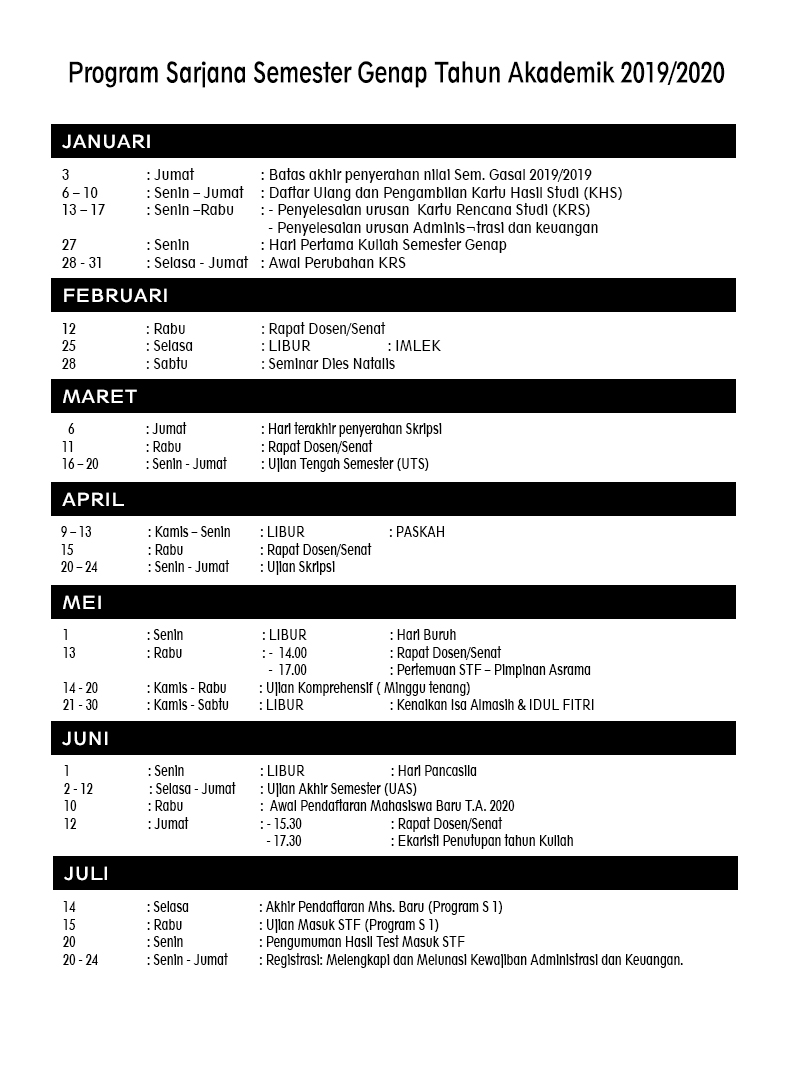 Program Sarjana Semester Genap Tahun Akademik 2019/2020
JANUARI
3 : Jumat : Batas akhir penyerahan nilai Sem. Gasal 2019/2019
6 – 10 : Senin – Jumat : Daftar Ulang dan Pengambilan Kartu Hasil Studi (KHS)
13 – 17 : Senin –Rabu : - Penyelesaian urusan Kartu Rencana Studi (KRS)
- Penyelesaian urusan Adminis¬trasi dan keuangan
27 : Senin : Hari Pertama Kuliah Semester Genap
28 - 31 : Selasa - Jumat : Awal Perubahan KRS
FEBRUARI
12 : Rabu : Rapat Dosen/Senat
25 : Selasa : LIBUR : IMLEK
28 : Sabtu : Seminar Dies Natalis
MARET
6 : Jumat : Hari terakhir penyerahan Skripsi
11 : Rabu : Rapat Dosen/Senat
16 – 20 : Senin - Jumat : Ujian Tengah Semester (UTS)
APRIL
9 – 13 : Kamis – Senin : LIBUR : PASKAH
15 : Rabu : Rapat Dosen/Senat
20 – 24 : Senin - Jumat : Ujian Skripsi
MEI
1 : Senin : LIBUR : Hari Buruh
13 : Rabu : - 14.00 : Rapat Dosen/Senat
- 17.00 : Pertemuan STF – Pimpinan Asrama
14 - 20 : Kamis - Rabu : Ujian Komprehensif ( Minggu tenang)
21 - 30 : Kamis - Sabtu : LIBUR : Kenaikan Isa Almasih & IDUL FITRI
JUNI
1 : Senin : LIBUR : Hari Pancasila
2 - 12 : Selasa - Jumat : Ujian Akhir Semester (UAS)
10 : Rabu : Awal Pendaftaran Mahasiswa Baru T.A. 2020
12 : Jumat : - 15.30 : Rapat Dosen/Senat
- 17.30 : Ekaristi Penutupan tahun Kuliah
JULI
14 : Selasa : Akhir Pendaftaran Mhs. Baru (Program S 1)
15 : Rabu : Ujian Masuk STF (Program S 1)
20 : Senin : Pengumuman Hasil Test Masuk STF
20 - 24 : Senin - Jumat : Registrasi: Melengkapi dan Melunasi Kewajiban Administrasi dan Keuangan.